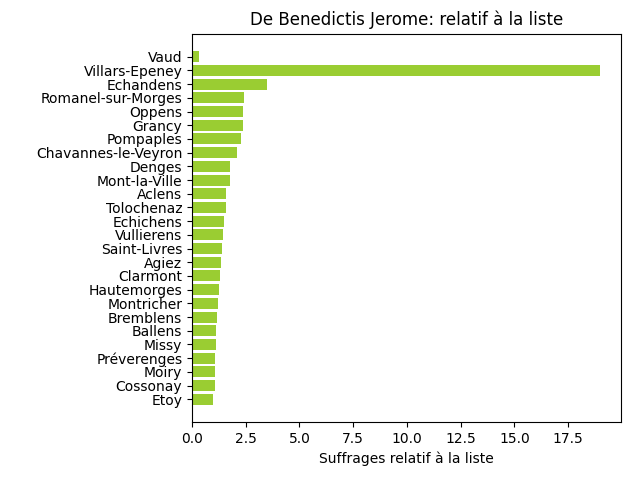 De Benedictis Jerome: relatif à la liste
Vaud
Villars-Epeney
Echandens
Romanel-sur-Morges
Oppens
Grancy
Pompaples
Chavannes-le-Veyron
Denges
Mont-la-Ville
Aclens
Tolochenaz
Echichens
Vullierens
Saint-Livres
Agiez
Clarmont
Hautemorges
Montricher
Bremblens
Ballens
Missy
Préverenges
Moiry
Cossonay
Etoy
0.0 2.5 5.0 7.5 10.0 12.5 15.0 17.5
Suffrages relatif à la liste